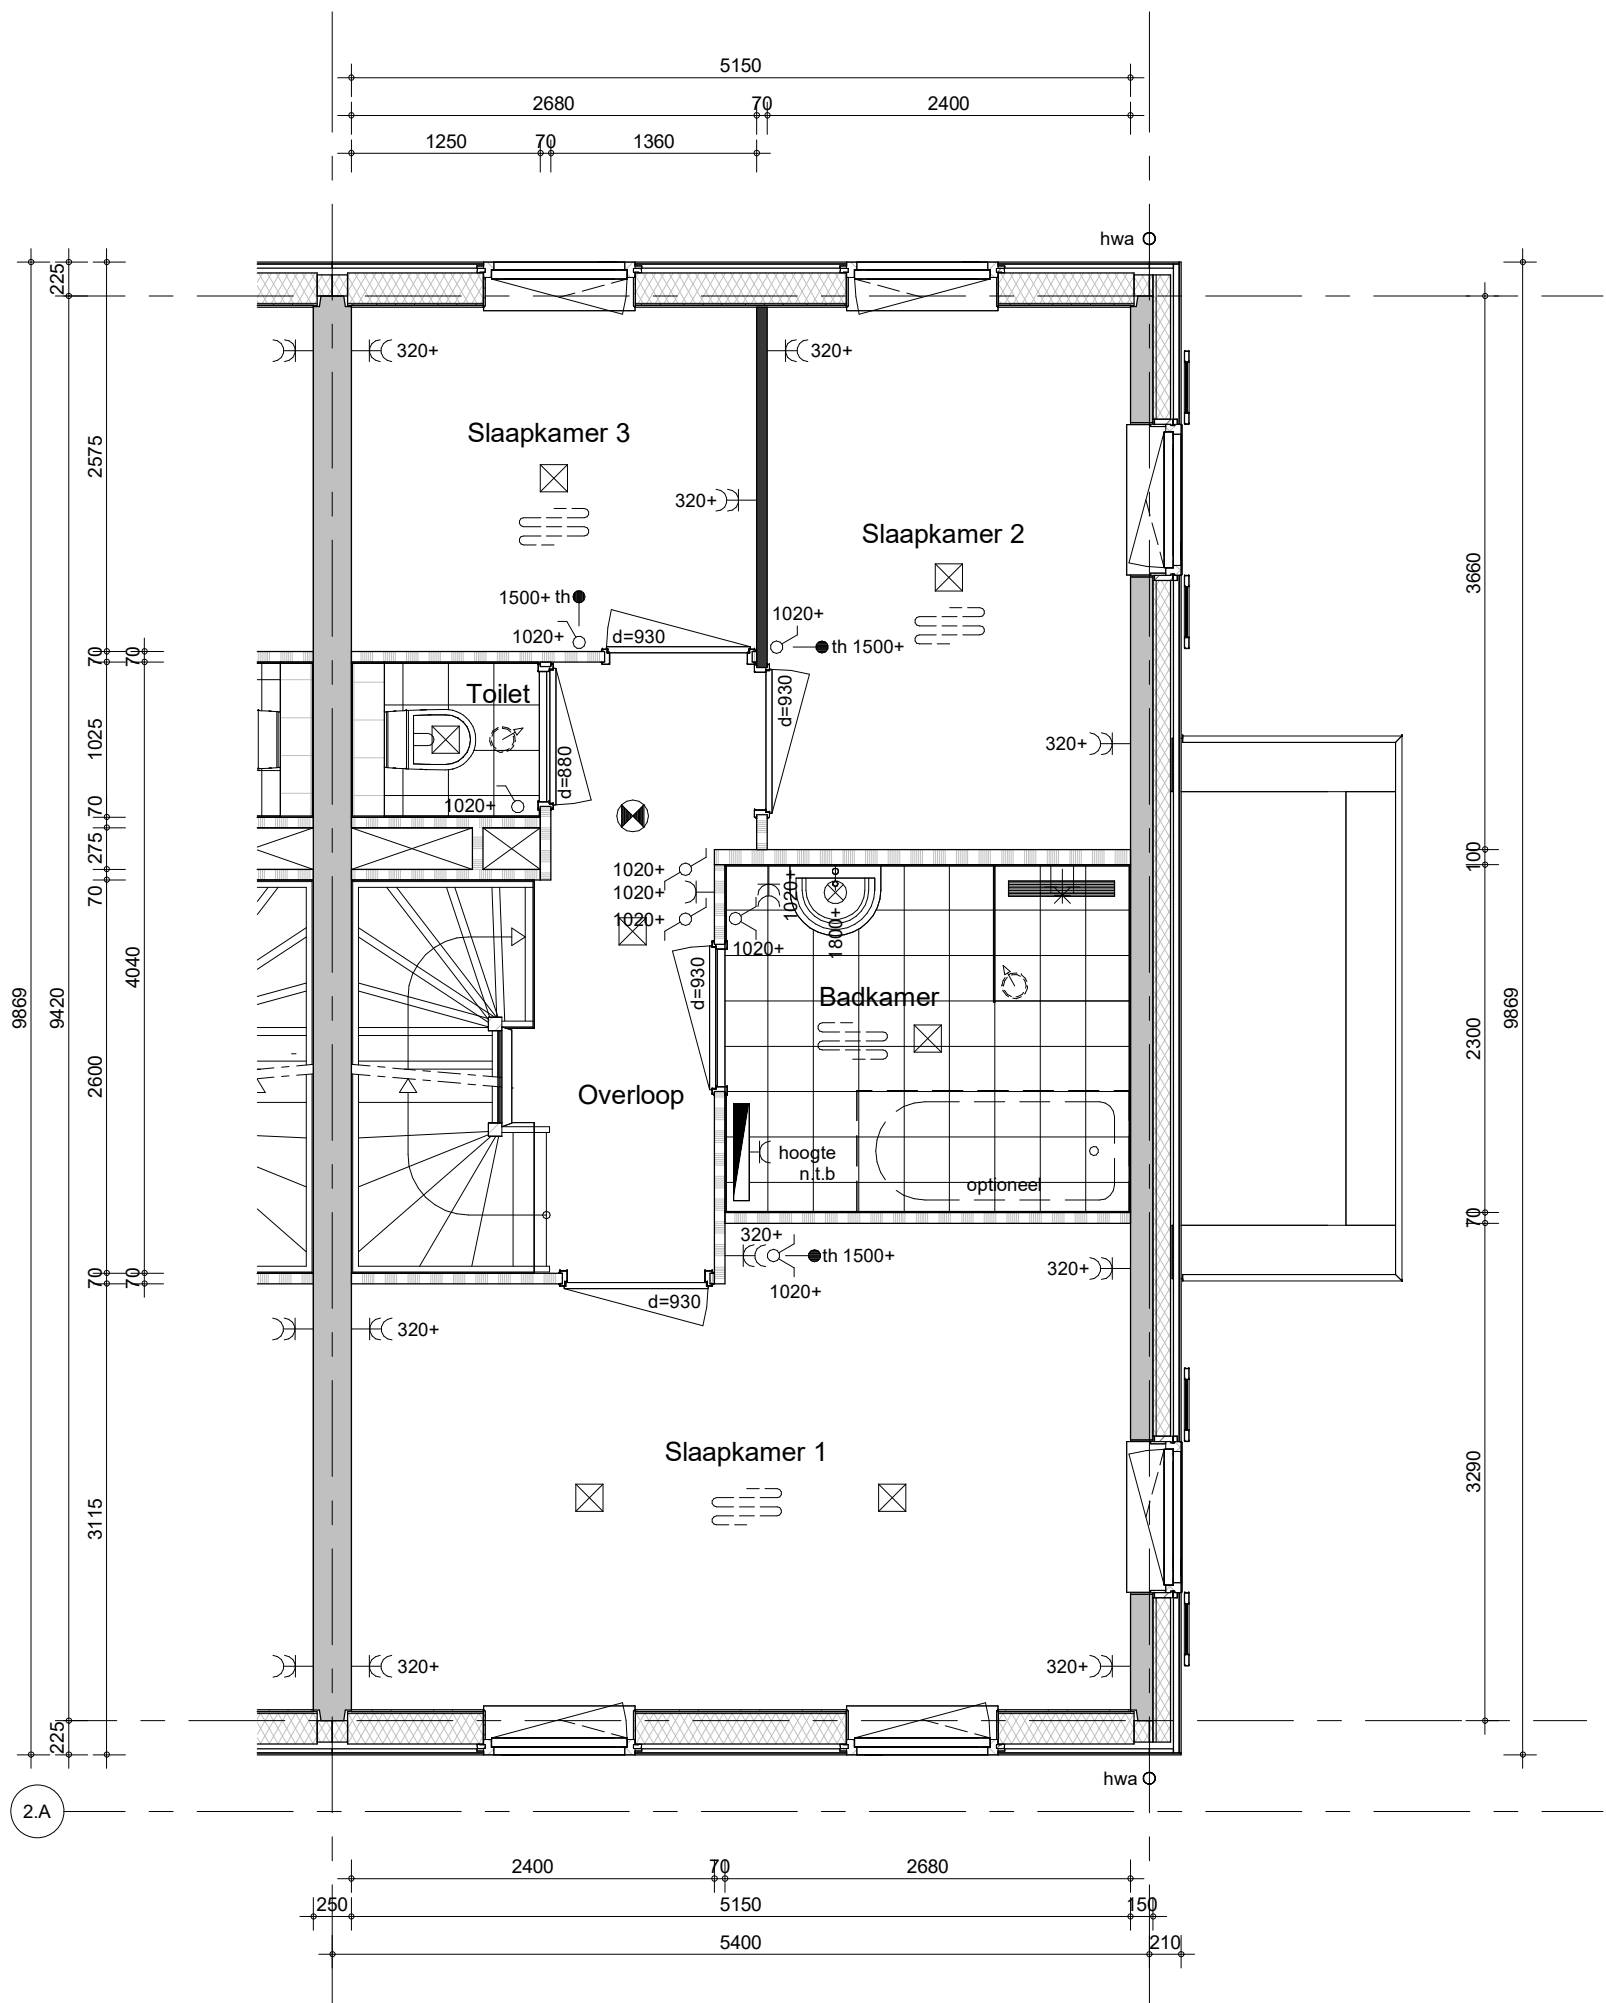 5150
2680 70 2400
1250 70 1360
hwa
225
320+ 320+
Slaapkamer 3
2575
320+
Slaapkamer 2
3660
1500+ th
1020+
1020+ d=930
th 1500+
70 70
Toilet
d=930
1025
320+
d=880
1020+
70
275
100
1020+
1020+
1020+
1020+
1020+
1800+
70
4040
d=930
Badkamer
9869
9420
9869
2300
2600
Overloop
hoogte
n.t.b
optioneel
70
320+
th 1500+
320+
1020+
70 70
d=930
320+
Slaapkamer 1
3290
3115
320+ 320+
225
hwa
2.A
2400 70 2680
250 5150 150
5400 210